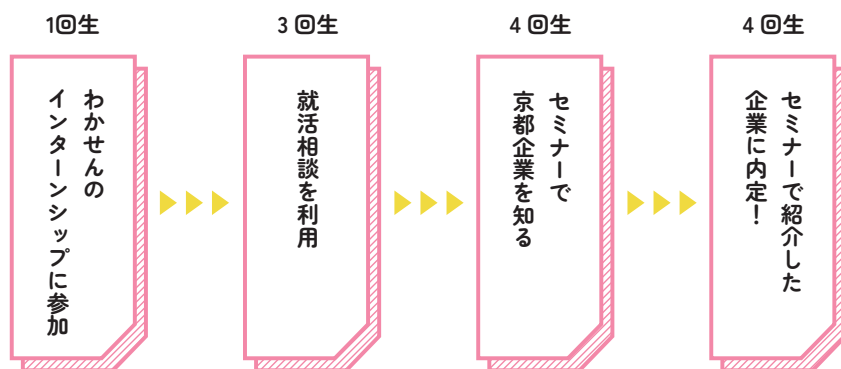 1回生
わかせんの
インターンシップに参加
3回生
就活相談を利用
4回生
セミナーで
京都企業を知る
4回生
セミナーで紹介した
企業に内定！